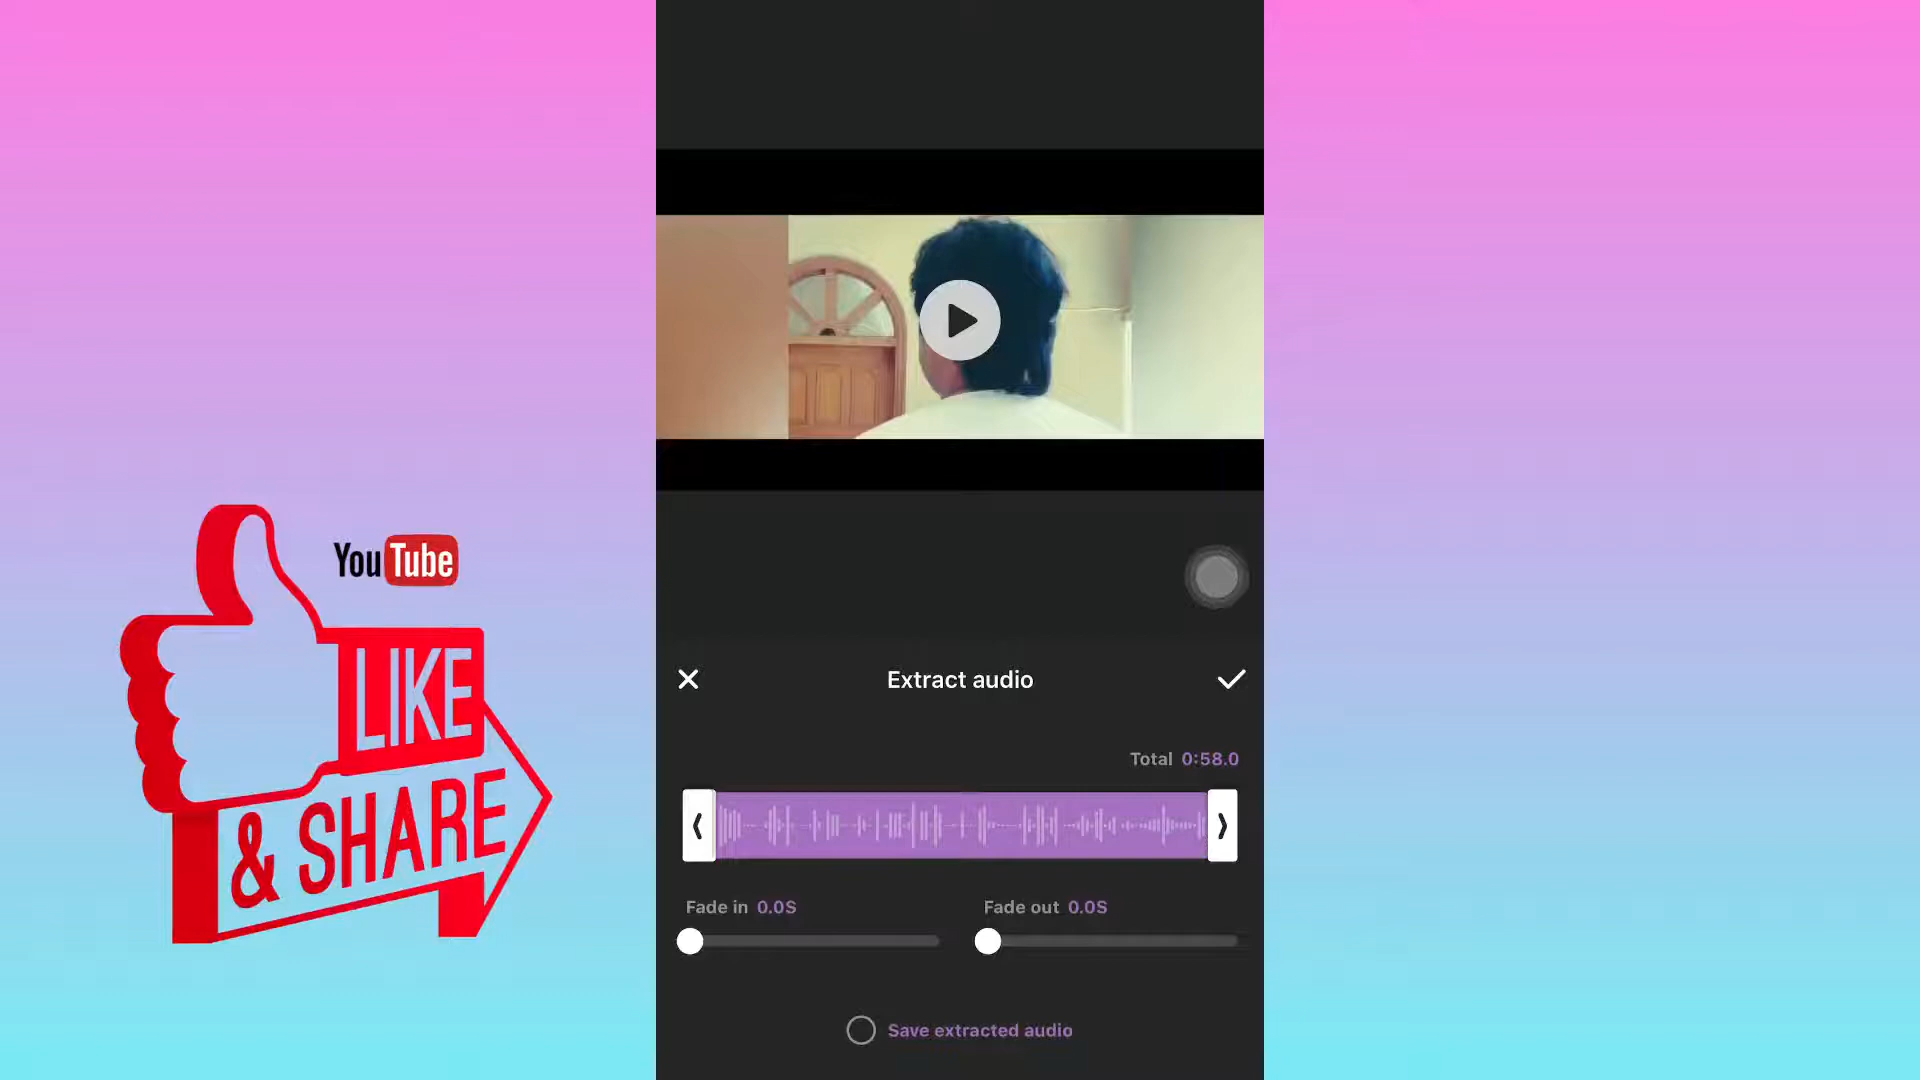 YouTube
LIKE
& SHARE
Extract audio
Total 0:58.0
Fade in 0.0S
Fade out 0.0S
Save extracted audio